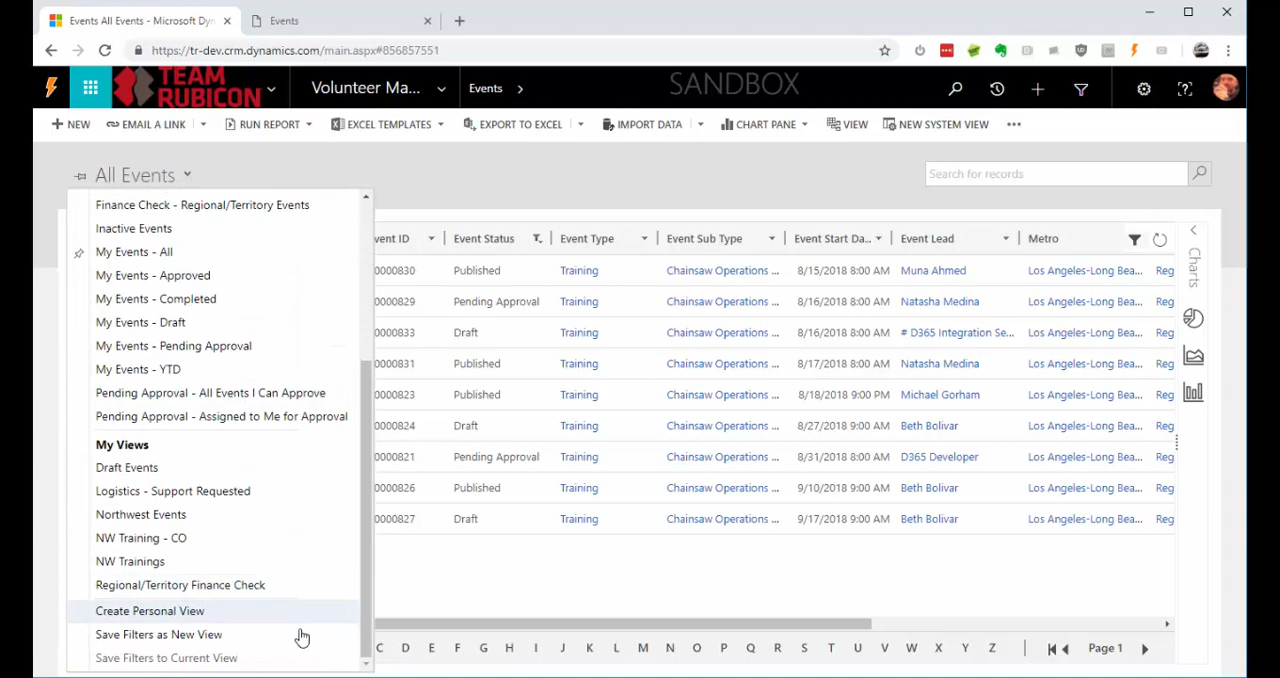 Events All Events - Microsoft Dyn
Events
https://tr-dev.crm.dynamics.com/main.aspx#856857551
TEAM
RUBICON
Volunteer Ma...
Events
SANDBOX
NEW
EMAIL A LINK
RUN REPORT
EXCEL TEMPLATES
EXPORT TO EXCEL
IMPORT DATA
CHART PANE
VIEW
NEW SYSTEM VIEW
All Events
Search for records
Finance Check - Regional/Territory Events
Inactive Events
My Events - All
My Events - Approved
My Events - Completed
My Events - Draft
My Events - Pending Approval
My Events - YTD
Pending Approval - All Events I Can Approve
Pending Approval - Assigned to Me for Approval
My Views
Draft Events
Logistics - Support Requested
Northwest Events
NW Training - CO
NW Trainings
Regional/Territory Finance Check
Create Personal View
Save Filters as New View
Save Filters to Current View
vent ID Event Status Event Type Event Sub Type Event Start Da... Event Lead Metro
0000830 Published Training Chainsaw Operations ... 8/15/2018 8:00 AM Muna Ahmed Los Angeles-Long Bea... Reg
0000829 Pending Approval Training Chainsaw Operations ... 8/16/2018 8:00 AM Natasha Medina Los Angeles-Long Bea... Reg
0000833 Draft Training Chainsaw Operations ... 8/16/2018 8:00 AM # D365 Integration Se... Los Angeles-Long Bea... Reg
0000831 Published Training Chainsaw Operations ... 8/17/2018 8:00 AM Natasha Medina Los Angeles-Long Bea... Reg
0000823 Published Training Chainsaw Operations ... 8/18/2018 9:00 PM Michael Gorham Los Angeles-Long Bea... Reg
0000824 Draft Training Chainsaw Operations ... 8/27/2018 9:00 AM Beth Bolivar Los Angeles-Long Bea... Reg
0000821 Pending Approval Training Chainsaw Operations ... 8/31/2018 9:00 AM D365 Developer Los Angeles-Long Bea... Reg
0000826 Published Training Chainsaw Operations ... 9/10/2018 9:00 AM Beth Bolivar Los Angeles-Long Bea... Reg
0000827 Draft Training Chainsaw Operations ... 9/17/2018 9:00 AM Beth Bolivar Los Angeles-Long Bea... Reg
Charts
C D E F G H I J K L M N O P Q R S T U V W X Y Z
Page 1